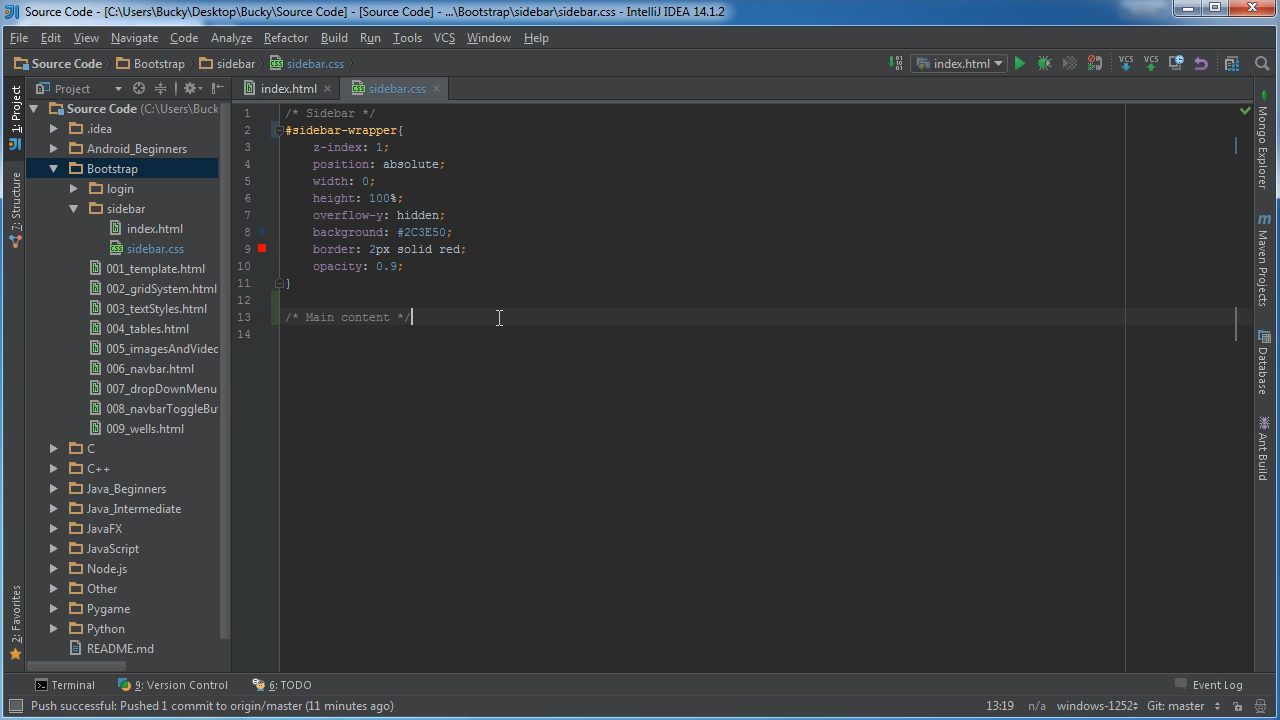 Source Code - [C:\Users\Bucky\Desktop\Bucky\Source Code] - [Source Code] - ...\Bootstrap\sidebar\sidebar.css - IntelliJ IDEA 14.1.2
File Edit View Navigate Code Analyze Refactor Build Run Tools VCS Window Help
Source Code Bootstrap sidebar sidebar.css index.html VCS VCS
Project index.html sidebar.css
1: Project
7: Structure
2: Favorites
Source Code (C:\Users\Buck
.idea
Android_Beginners
Bootstrap
login
sidebar
index.html
sidebar.css
001_template.html
002_gridSystem.html
003_textStyles.html
004_tables.html
005_imagesAndVideo
006_navbar.html
007_dropDownMenu
008_navbarToggleBu
009_wells.html
C
C++
Java_Beginners
Java_Intermediate
JavaFX
JavaScript
Node.js
Other
Pygame
Python
README.md
1 /* Sidebar */
2 #sidebar-wrapper{
3 z-index: 1;
4 position: absolute;
5 width: 0;
6 height: 100%;
7 overflow-y: hidden;
8 background: #2C3E50;
9 border: 2px solid red;
10 opacity: 0.9;
11 }
12
13 /* Main content */
14
Mongo Explorer
Maven Projects
Database
Ant Build
Terminal 9: Version Control 6: TODO Event Log
Push successful: Pushed 1 commit to origin/master (11 minutes ago) 13:19 n/a windows-1252 Git: master